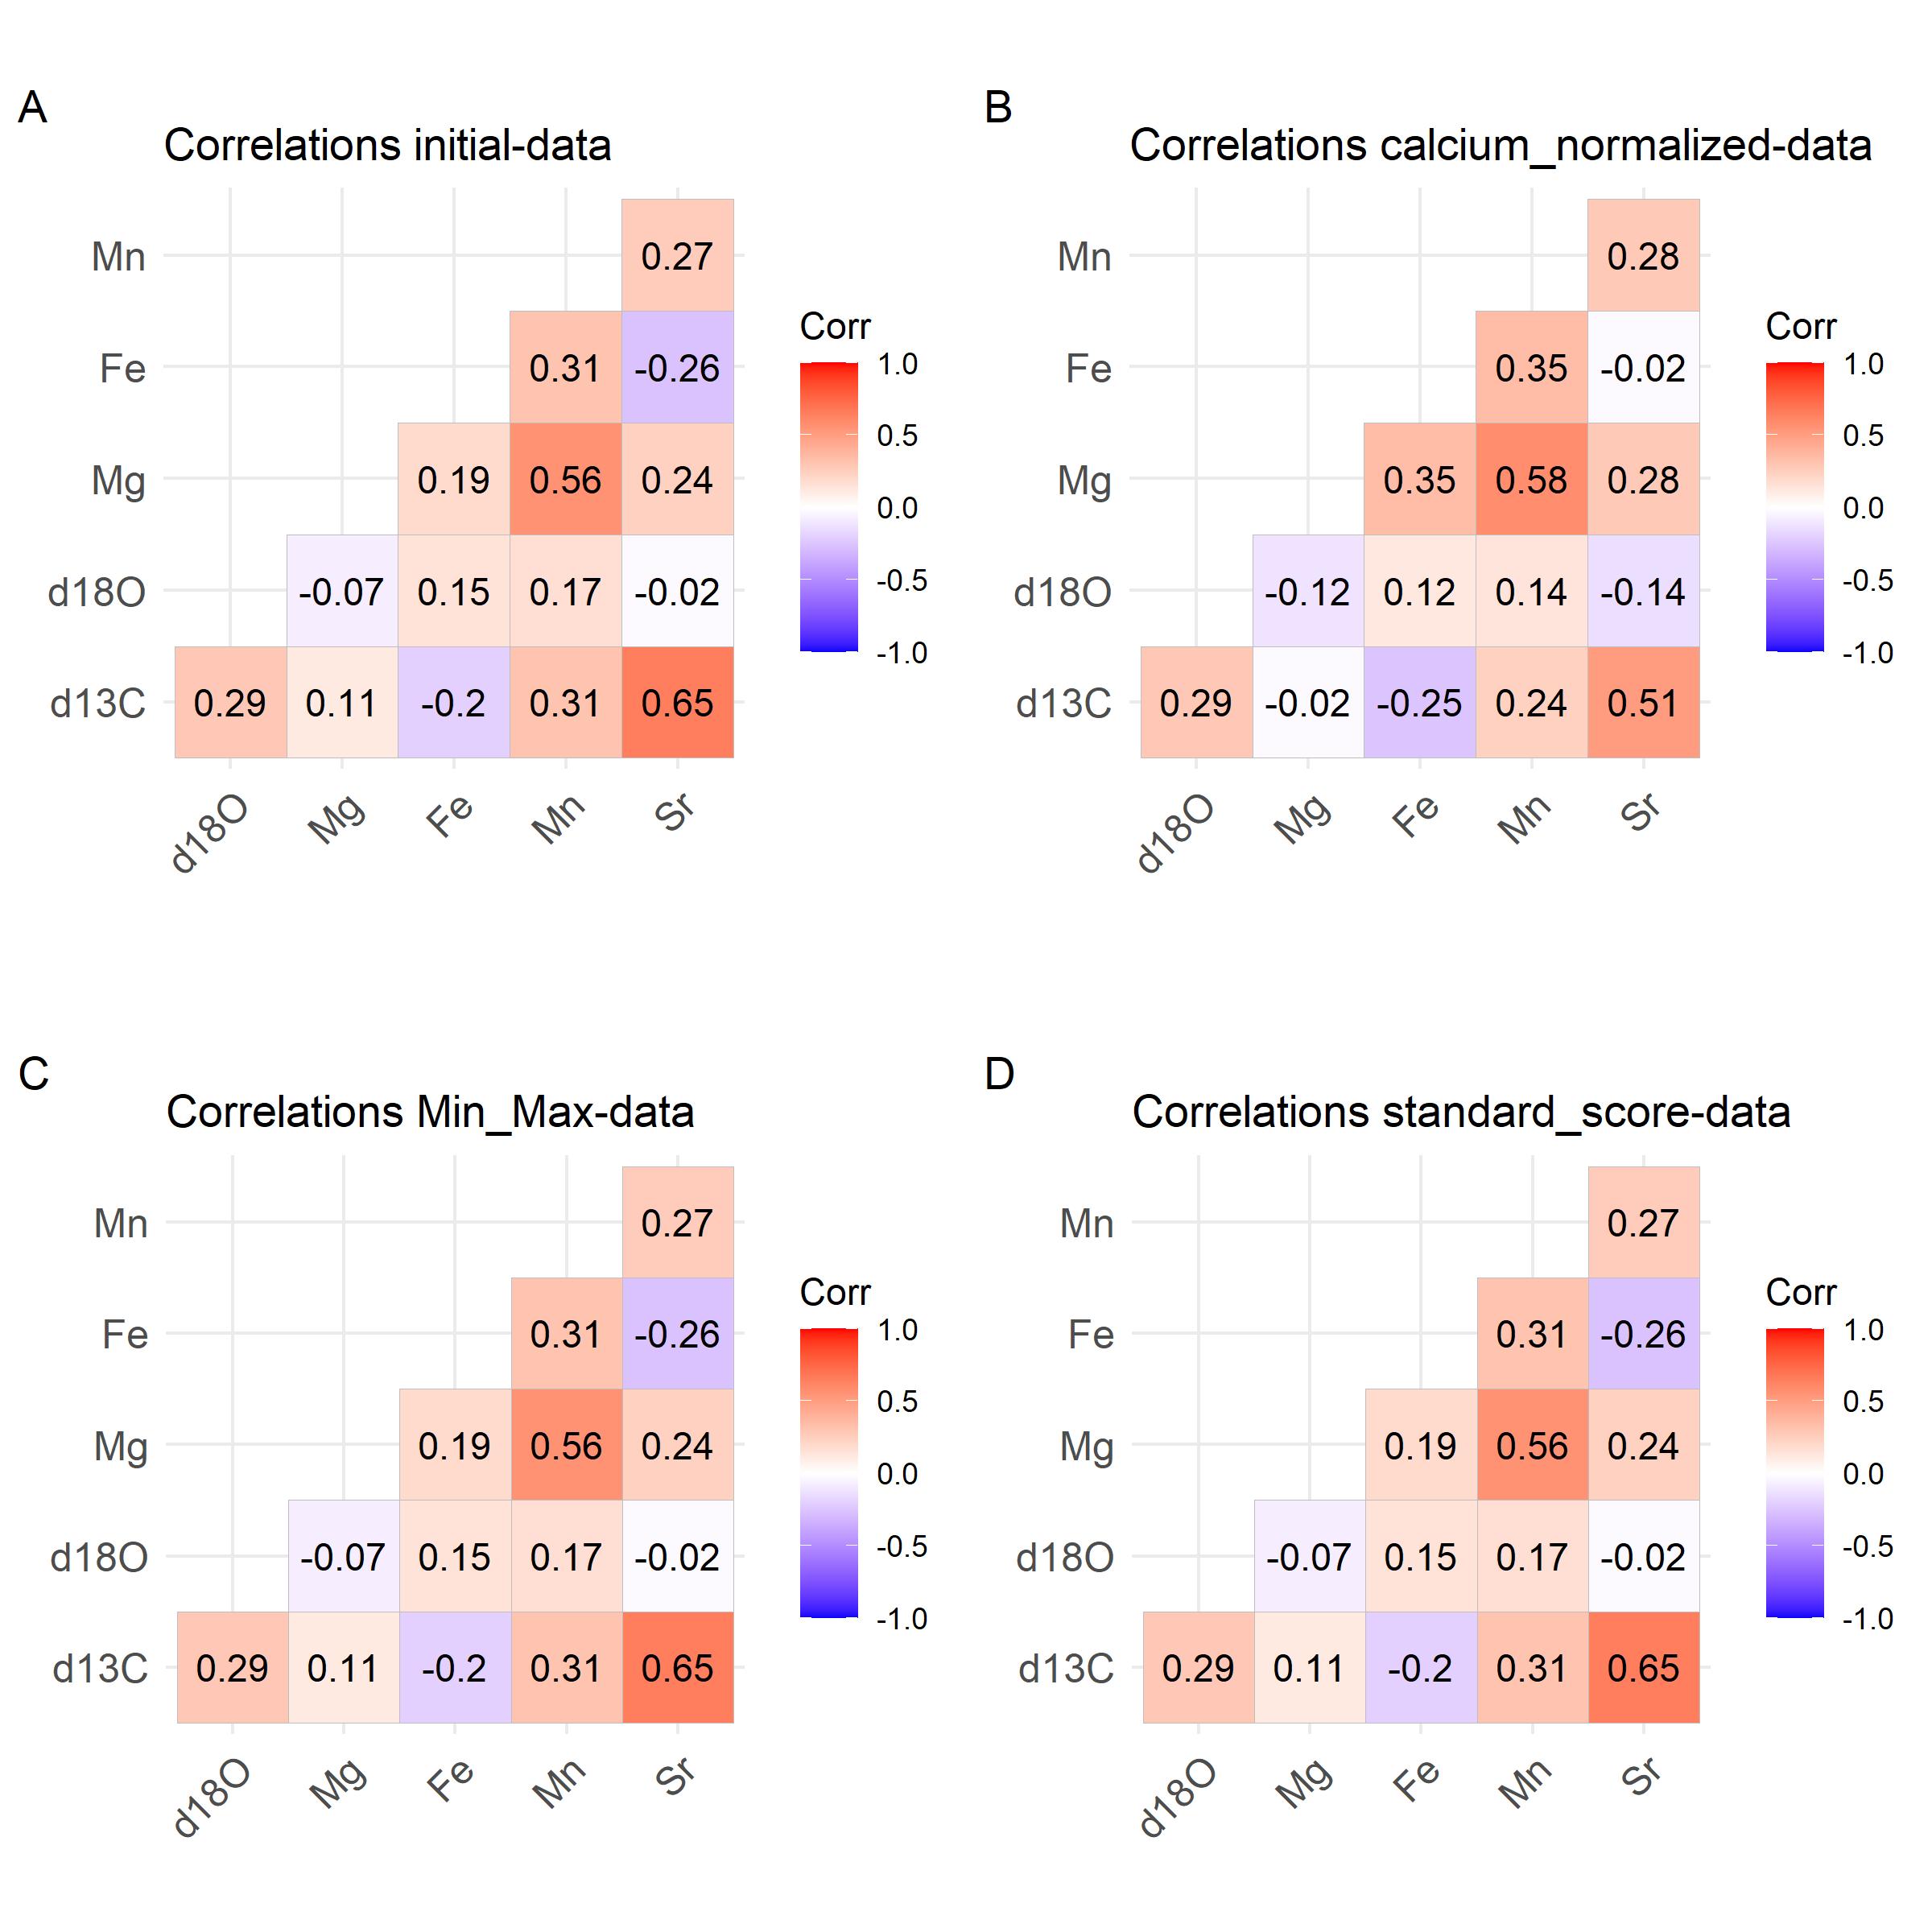 A
Correlations initial-data
Mn 0.27
Fe 0.31 -0.26
Mg 0.19 0.56 0.24
d18O -0.07 0.15 0.17 -0.02
d13C 0.29 0.11 -0.2 0.31 0.65
d18O Mg Fe Mn Sr
Corr
1.0
0.5
0.0
-0.5
-1.0
B
Correlations calcium_normalized-data
Mn 0.28
Fe 0.35 -0.02
Mg 0.35 0.58 0.28
d18O -0.12 0.12 0.14 -0.14
d13C 0.29 -0.02 -0.25 0.24 0.51
d18O Mg Fe Mn Sr
Corr
1.0
0.5
0.0
-0.5
-1.0
C
Correlations Min_Max-data
Mn 0.27
Fe 0.31 -0.26
Mg 0.19 0.56 0.24
d18O -0.07 0.15 0.17 -0.02
d13C 0.29 0.11 -0.2 0.31 0.65
d18O Mg Fe Mn Sr
Corr
1.0
0.5
0.0
-0.5
-1.0
D
Correlations standard_score-data
Mn 0.27
Fe 0.31 -0.26
Mg 0.19 0.56 0.24
d18O -0.07 0.15 0.17 -0.02
d13C 0.29 0.11 -0.2 0.31 0.65
d18O Mg Fe Mn Sr
Corr
1.0
0.5
0.0
-0.5
-1.0